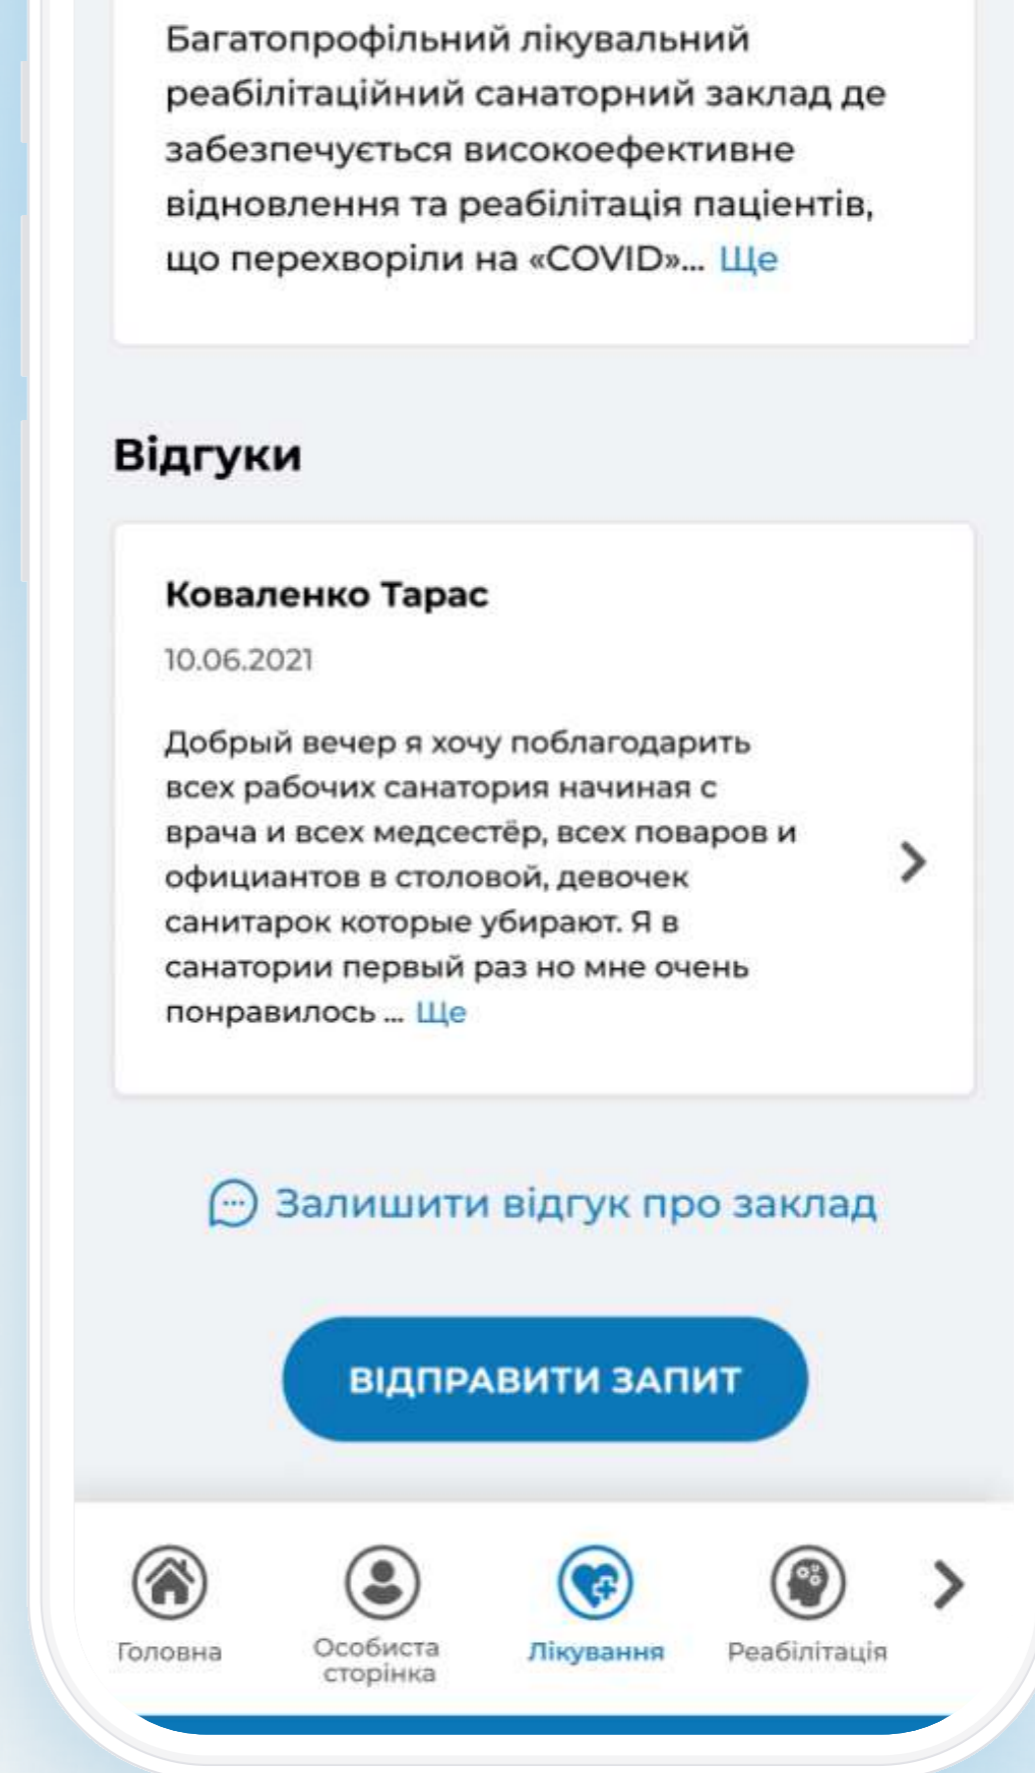 Багатопрофільний лікувальний
реабілітаційний санаторний заклад де
забезпечується високоефективне
відновлення та реабілітація пацієнтів,
що перехворіли на «COVID»... Ще
Відгуки
Коваленко Тарас
10.06.2021
Добрый вечер я хочу поблагодарить
всех рабочих санатория начиная с
врача и всех медсестёр, всех поваров и
официантов в столовой, девочек
санитарок которые убирают. Я в
санатории первый раз но мне очень
понравилось ... Ще
Залишити відгук про заклад
ВІДПРАВИТИ ЗАПИТ
Головна
Особиста
сторінка
Лікування
Реабілітація